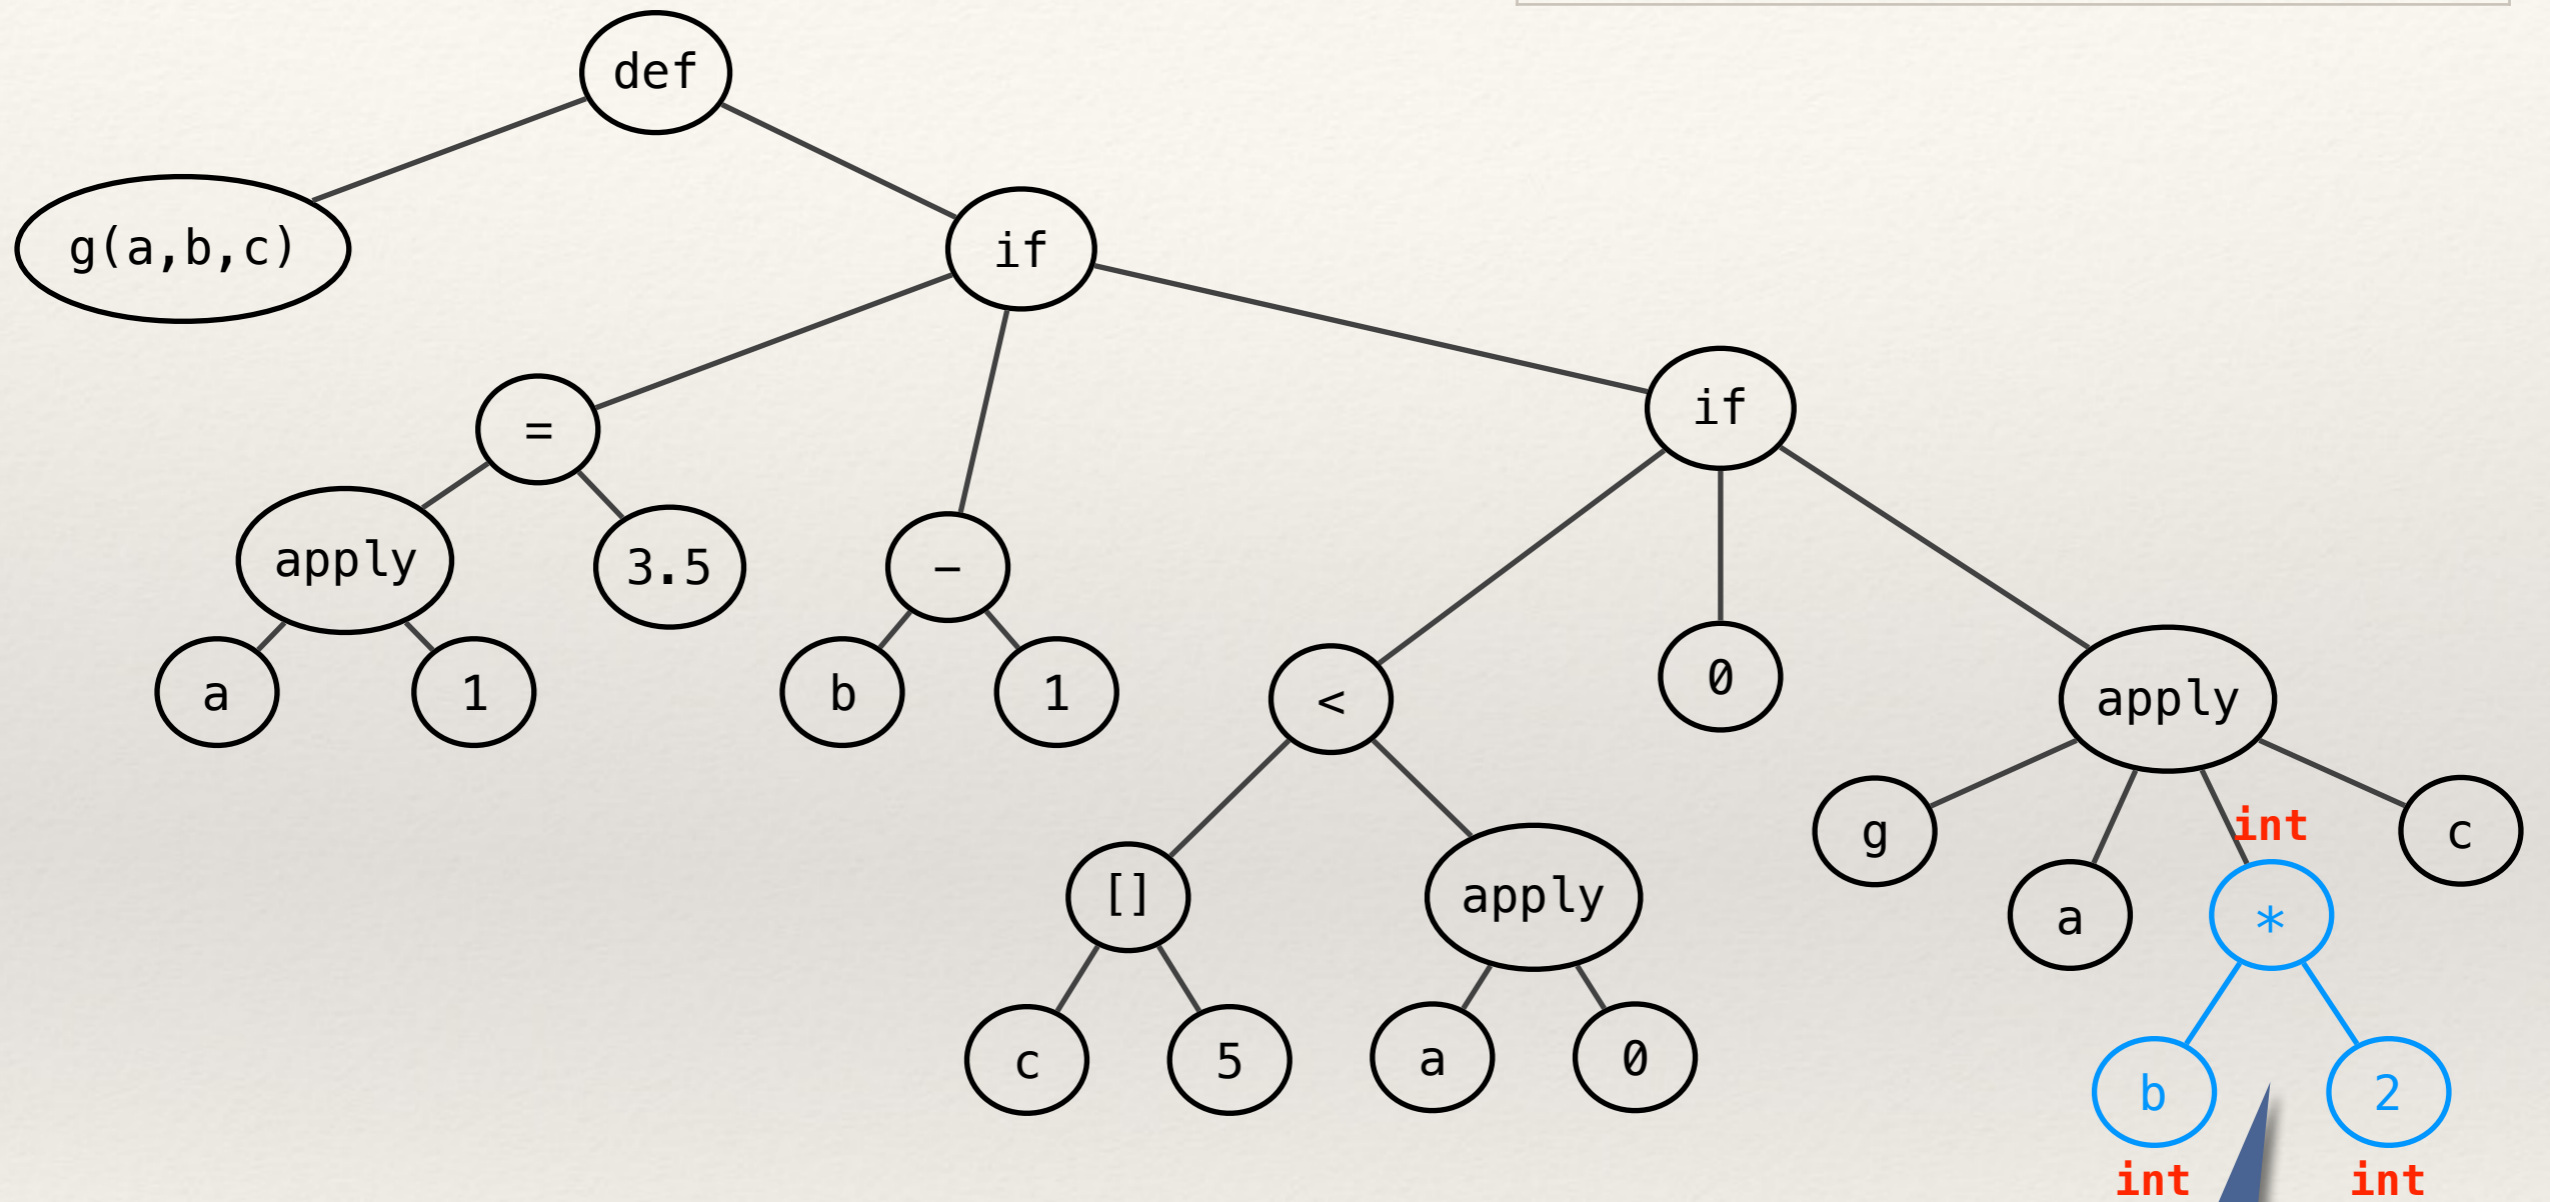 def
g(a,b,c)
if
if
=
apply
3.5
−
a
1
b
1
<
0
apply
g
int
c
[]
apply
a
*
c
5
a
0
b
2
int
int